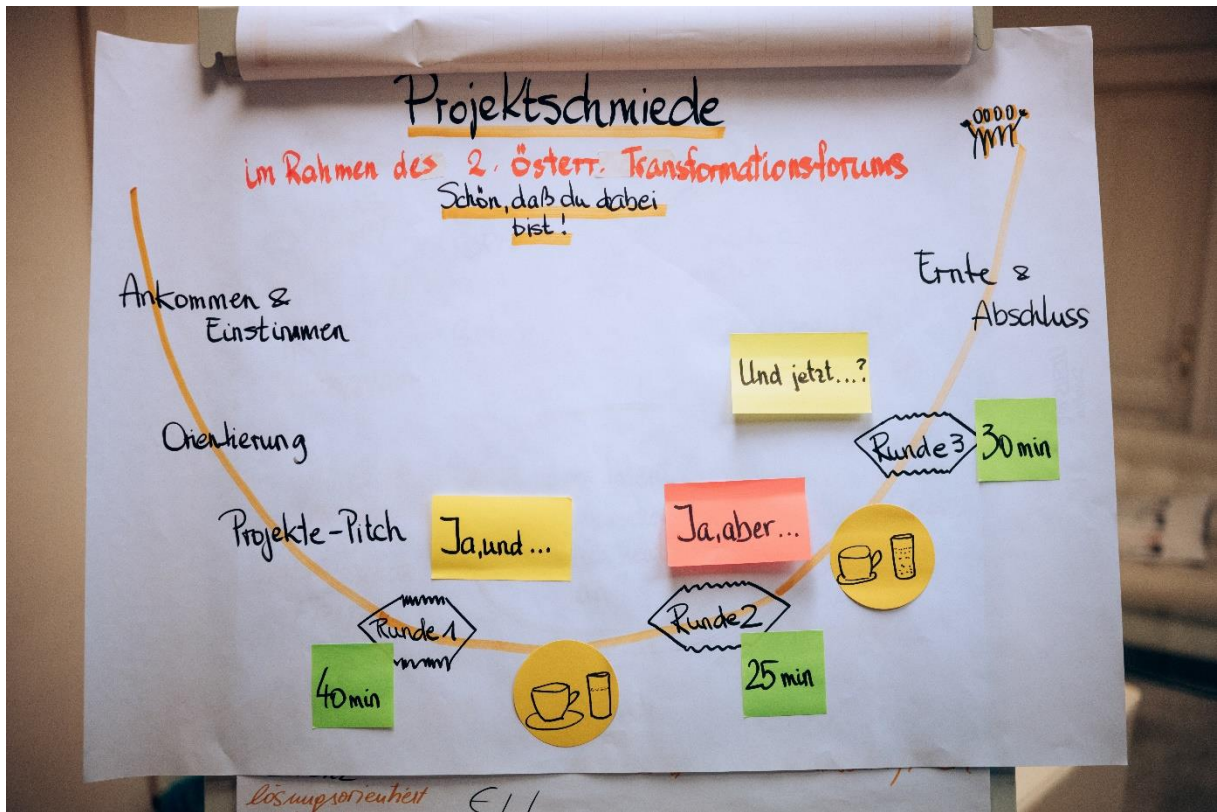 Projektschmiede
im Rahmen des 2. österr. Transformationsforums
Schön, daß du dabei
bist!
Ankommen &
Einstimmen
Orientierung
Projekte-Pitch
Ja, und ...
Runde 1
40 min
Ja, aber ...
Runde 2
25 min
Und jetzt...?
Runde 3
30 min
Ernte &
Abschluss
lösungsorientiert